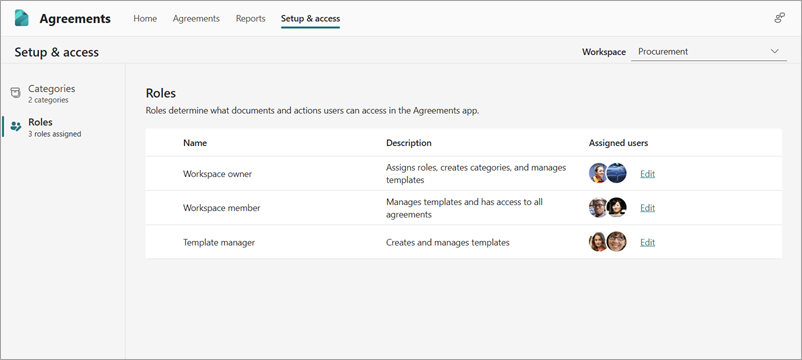 Agreements
Home
Agreements
Reports
Setup & access
Setup & access
Workspace
Procurement
Categories
2 categories
Roles
3 roles assigned
Roles
Roles determine what documents and actions users can access in the Agreements app.
Name
Description
Assigned users
Workspace owner
Assigns roles, creates categories, and manages
templates
Edit
Workspace member
Manages templates and has access to all
agreements
Edit
Template manager
Creates and manages templates
Edit